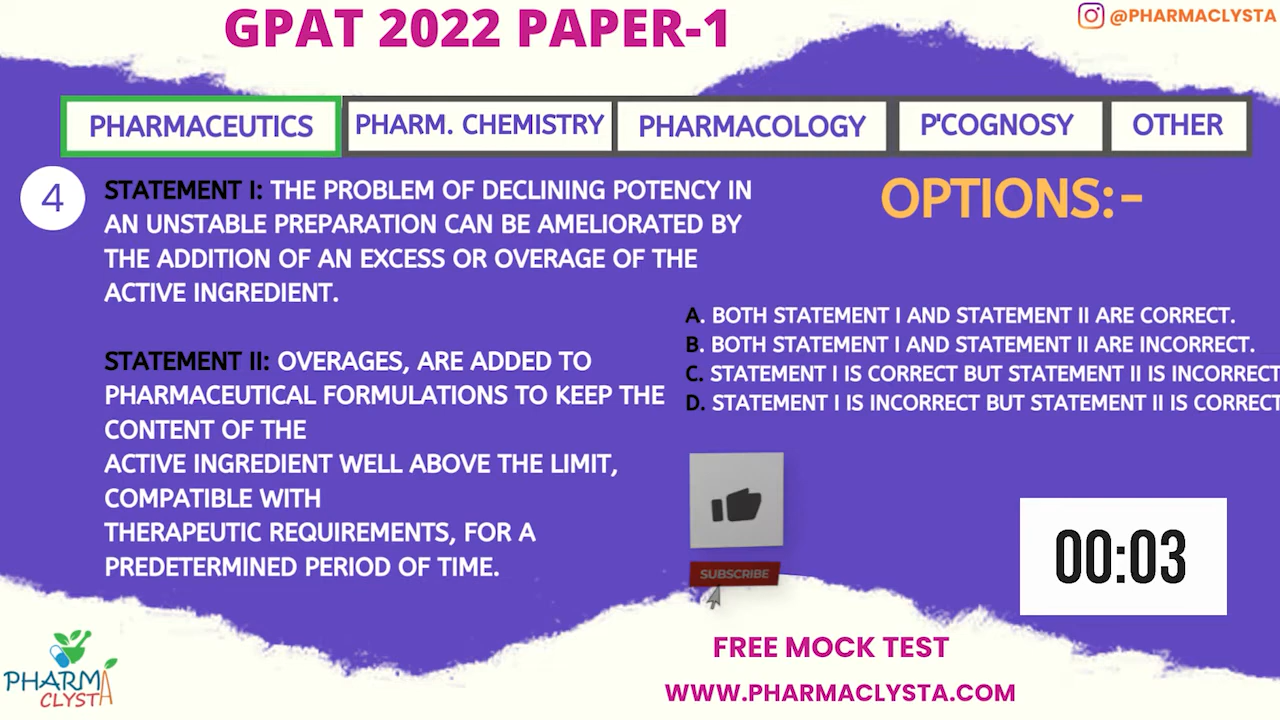 GPAT 2022 PAPER-1
@PHARMACLYSTA
PHARMACEUTICS
PHARM. CHEMISTRY
PHARMACOLOGY
P'COGNOSY
OTHER
4
STATEMENT I: THE PROBLEM OF DECLINING POTENCY IN
AN UNSTABLE PREPARATION CAN BE AMELIORATED BY
THE ADDITION OF AN EXCESS OR OVERAGE OF THE
ACTIVE INGREDIENT.
STATEMENT II: OVERAGES, ARE ADDED TO
PHARMACEUTICAL FORMULATIONS TO KEEP THE
CONTENT OF THE
ACTIVE INGREDIENT WELL ABOVE THE LIMIT,
COMPATIBLE WITH
THERAPEUTIC REQUIREMENTS, FOR A
PREDETERMINED PERIOD OF TIME.
OPTIONS:-
A. BOTH STATEMENT I AND STATEMENT II ARE CORRECT.
B. BOTH STATEMENT I AND STATEMENT II ARE INCORRECT.
C. STATEMENT I IS CORRECT BUT STATEMENT II IS INCORRECT
D. STATEMENT I IS INCORRECT BUT STATEMENT II IS CORRECT
SUBSCRIBE
00:03
FREE MOCK TEST
WWW.PHARMACLYSTA.COM
PHARMA
CLYSTA